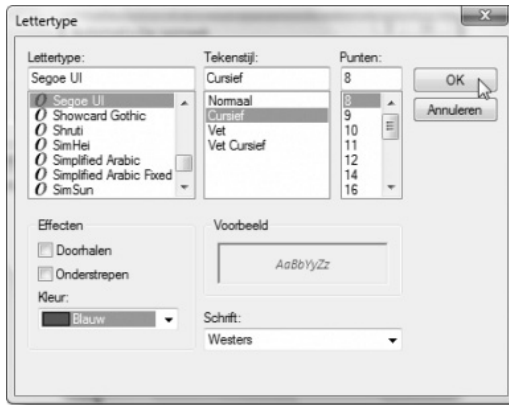 Lettertype
Lettertype:
Segoe UI
Segoe UI
Showcard Gothic
Shruti
SimHei
Simplified Arabic
Simplified Arabic Fixed
SimSun
Tekenstijl:
Cursief
Normaal
Cursief
Vet
Vet Cursief
Punten:
8
8
9
10
11
12
14
16
OK
Annuleren
Effecten
Doorhalen
Onderstrepen
Kleur:
Blauw
Voorbeeld
AaBbYyZz
Schrift:
Westers